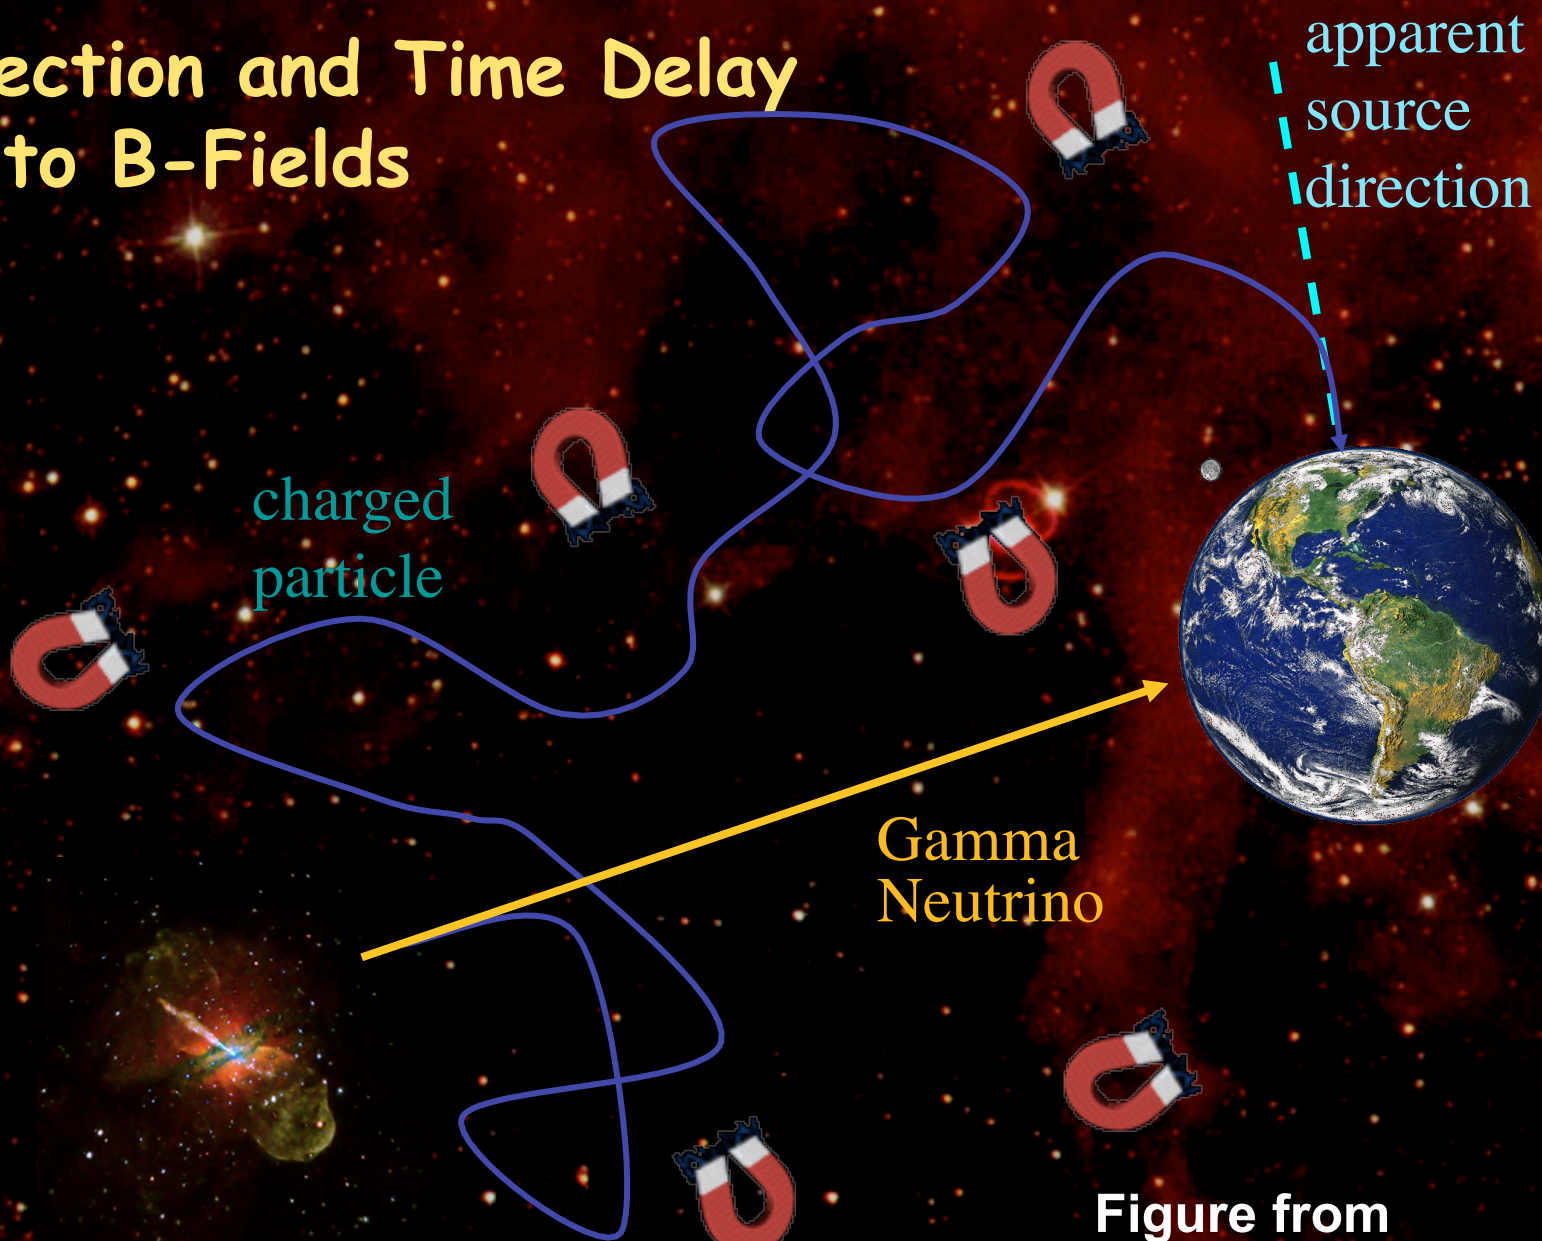 ection and Time Delay
to B-Fields
apparent
source
direction
charged
particle
Gamma
Neutrino
Figure from